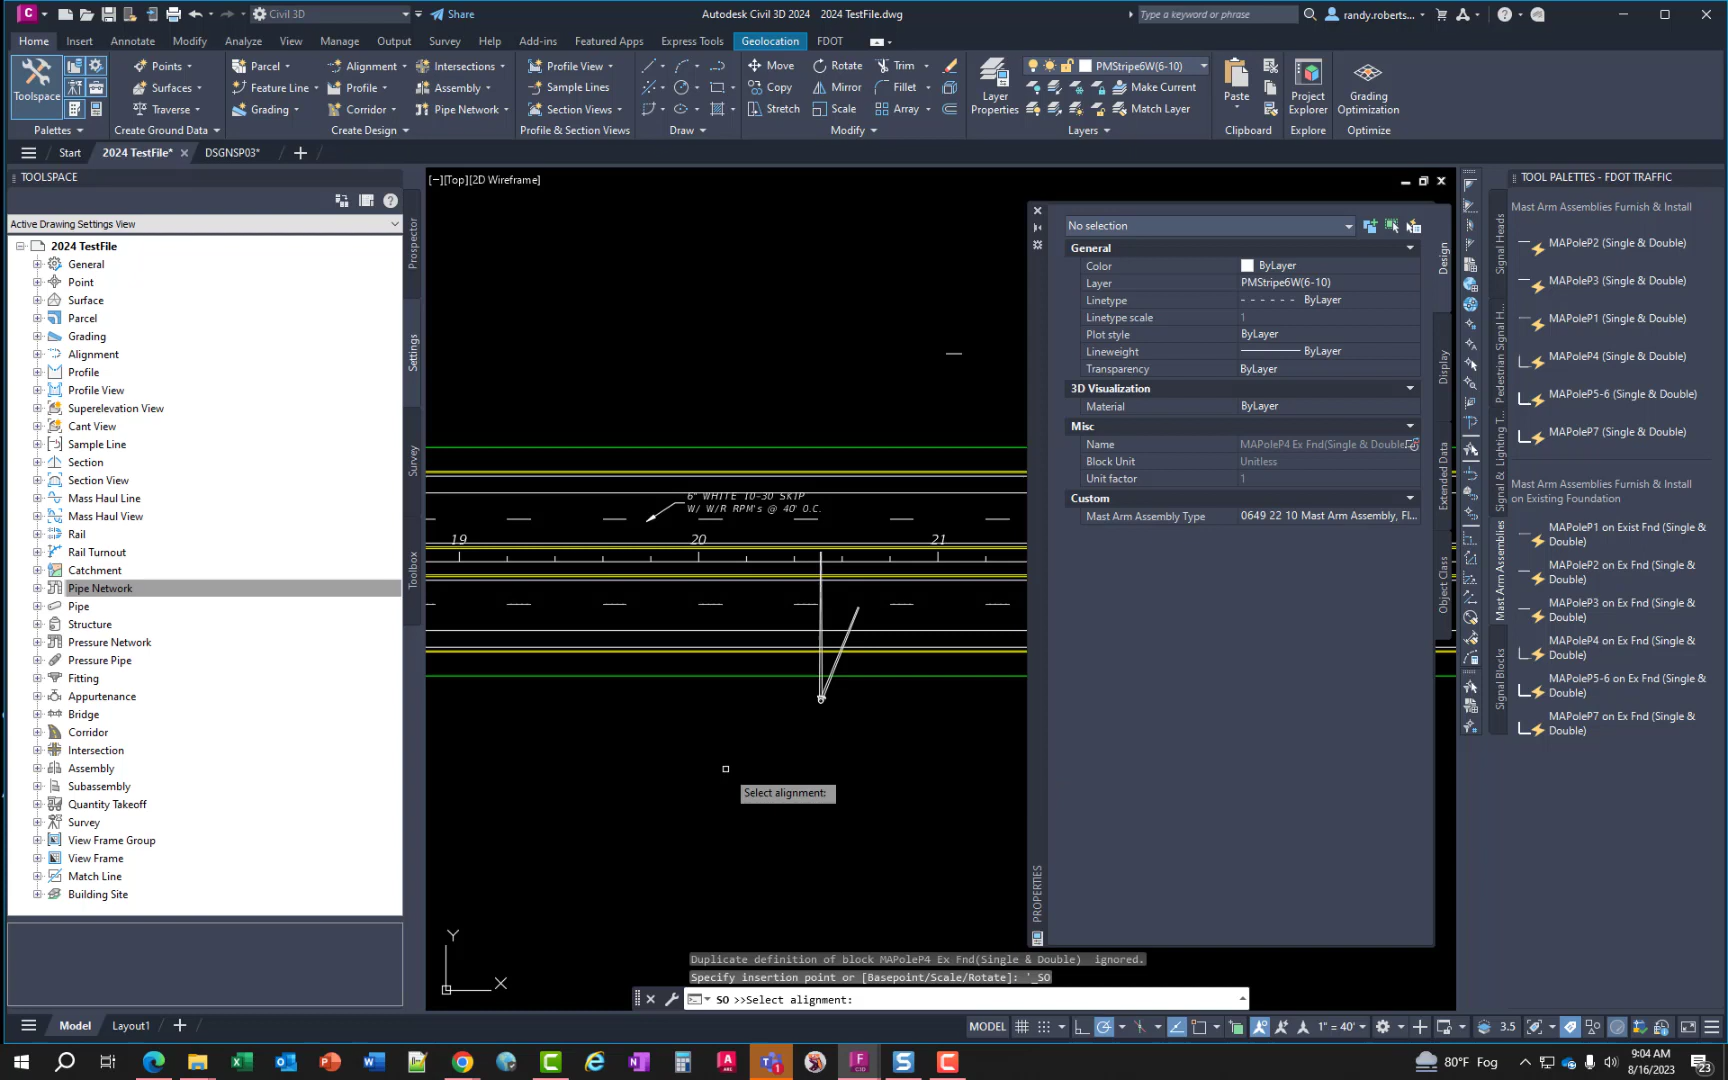 Civil 3D
Share
Autodesk Civil 3D 2024 2024 TestFile.dwg
Type a keyword or phrase
randy.roberts...
Home Insert Annotate Modify Analyze View Manage Output Survey Help Add-ins Featured Apps Express Tools Geolocation FDOT
Toolspace
Palettes
Points
Surfaces
Traverse
Create Ground Data
Parcel
Feature Line
Grading
Alignment
Profile
Corridor
Intersections
Assembly
Pipe Network
Create Design
Profile View
Sample Lines
Section Views
Profile & Section Views
Draw
Move
Copy
Stretch
Rotate
Mirror
Scale
Trim
Fillet
Array
Modify
Layer
Properties
PMStripe6W(6-10)
Make Current
Match Layer
Layers
Paste
Clipboard
Project
Explorer
Explore
Grading
Optimization
Optimize
Start 2024 TestFile* DSGNSP03*
TOOLSPACE
Active Drawing Settings View
2024 TestFile
General
Point
Surface
Parcel
Grading
Alignment
Profile
Profile View
Superelevation View
Cant View
Sample Line
Section
Section View
Mass Haul Line
Mass Haul View
Rail
Rail Turnout
Catchment
Pipe Network
Pipe
Structure
Pressure Network
Pressure Pipe
Fitting
Appurtenance
Bridge
Corridor
Intersection
Assembly
Subassembly
Quantity Takeoff
Survey
View Frame Group
View Frame
Match Line
Building Site
Prospector
Settings
Survey
Toolbox
[−][Top][2D Wireframe]
6" WHITE 10-30 SKIP
W/ W/R RPM's @ 40' O.C.
19 20 21
Select alignment:
Y
X
Duplicate definition of block MAPoleP4 Ex Fnd(Single & Double) ignored.
Specify insertion point or [Basepoint/Scale/Rotate]: '_SO
SO >>Select alignment:
No selection
General
Color ByLayer
Layer PMStripe6W(6-10)
Linetype ByLayer
Linetype scale 1
Plot style ByLayer
Lineweight ByLayer
Transparency ByLayer
3D Visualization
Material ByLayer
Misc
Name MAPoleP4 Ex Fnd(Single & Double
Block Unit Unitless
Unit factor 1
Custom
Mast Arm Assembly Type 0649 22 10 Mast Arm Assembly, Fl...
PROPERTIES
Design
Display
Extended Data
Object Class
TOOL PALETTES - FDOT TRAFFIC
Mast Arm Assemblies Furnish & Install
MAPoleP2 (Single & Double)
MAPoleP3 (Single & Double)
MAPoleP1 (Single & Double)
MAPoleP4 (Single & Double)
MAPoleP5-6 (Single & Double)
MAPoleP7 (Single & Double)
Mast Arm Assemblies Furnish & Install
on Existing Foundation
MAPoleP1 on Exist Fnd (Single &
Double)
MAPoleP2 on Ex Fnd (Single &
Double)
MAPoleP3 on Ex Fnd (Single &
Double)
MAPoleP4 on Ex Fnd (Single &
Double)
MAPoleP5-6 on Ex Fnd (Single &
Double)
MAPoleP7 on Ex Fnd (Single &
Double)
Signal Heads
Pedestrian Signal H...
Signal & Lighting T...
Mast Arm Assemblies
Signal Blocks
Model Layout1
MODEL
1" = 40'
3.5
80°F Fog
9:04 AM
8/16/2023
23